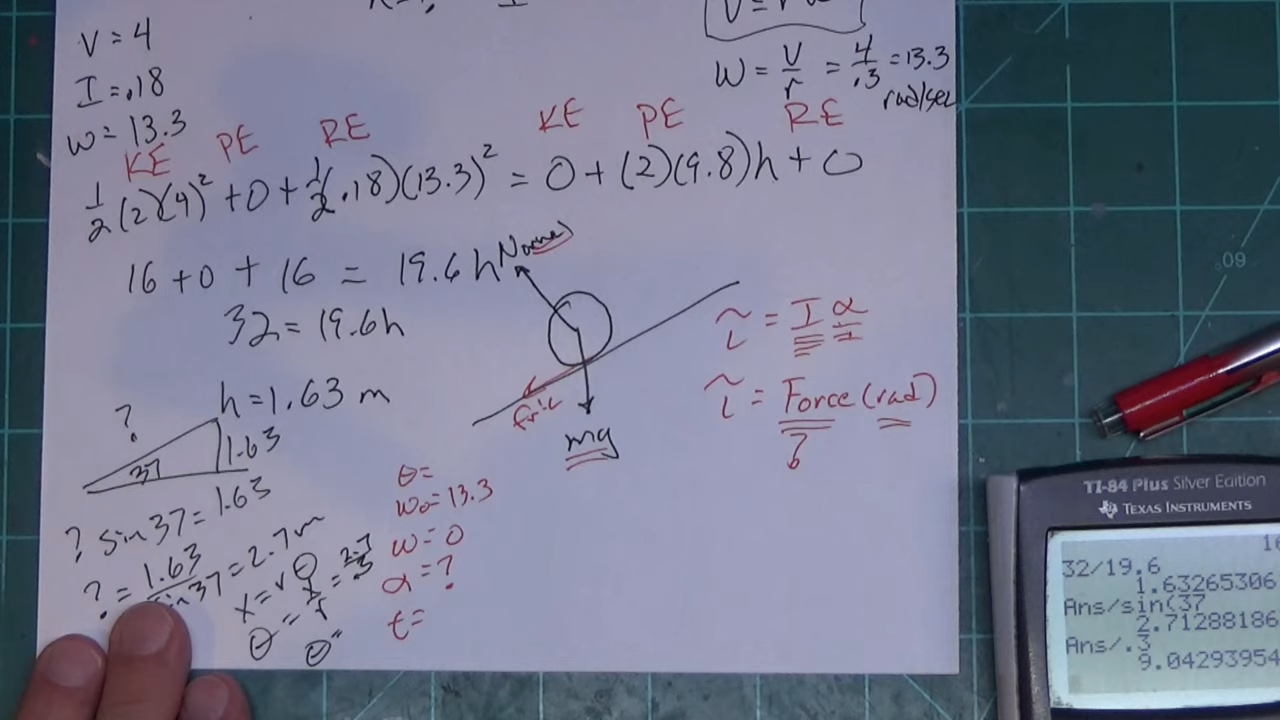 V = 4
I = .18
w = 13.3
w = V/r = 4/.3 = 13.3
rad/sec
KE PE RE KE PE RE
1/2 (2)(4)² + 0 + 1/2 (.18)(13.3)² = 0 + (2)(9.8)h + 0
16 + 0 + 16 = 19.6 h
32 = 19.6h
h = 1.63 m
Normal
fric
mg
τ = I α
τ = Force (rad)
?
?
37
1.63
? sin 37 = 1.63
? = 1.63/sin 37 = 2.7 m
x = r θ
θ = x/r = 2.7/.3
θ =
θ =
w₀ = 13.3
w = 0
α = ?
t =
.09
TI-84 Plus Silver Edition
TEXAS INSTRUMENTS
32/19.6
1.63265306
Ans/sin(37
2.71288186
Ans/.3
9.04293954